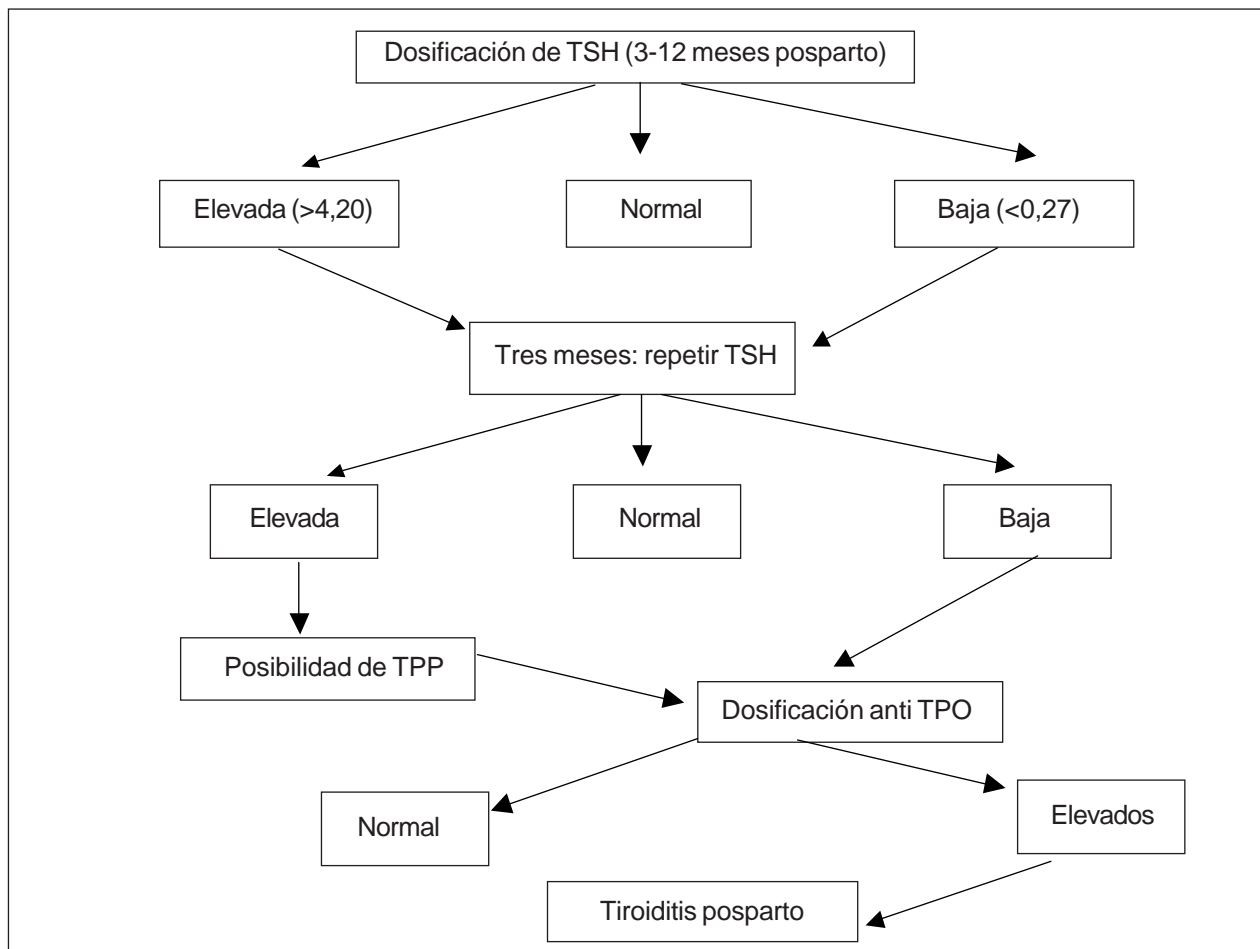 Dosificación de TSH (3-12 meses posparto)
Elevada (>4,20)
Normal
Baja (<0,27)
Tres meses: repetir TSH
Elevada
Normal
Baja
Posibilidad de TPP
Dosificación anti TPO
Normal
Elevados
Tiroiditis posparto